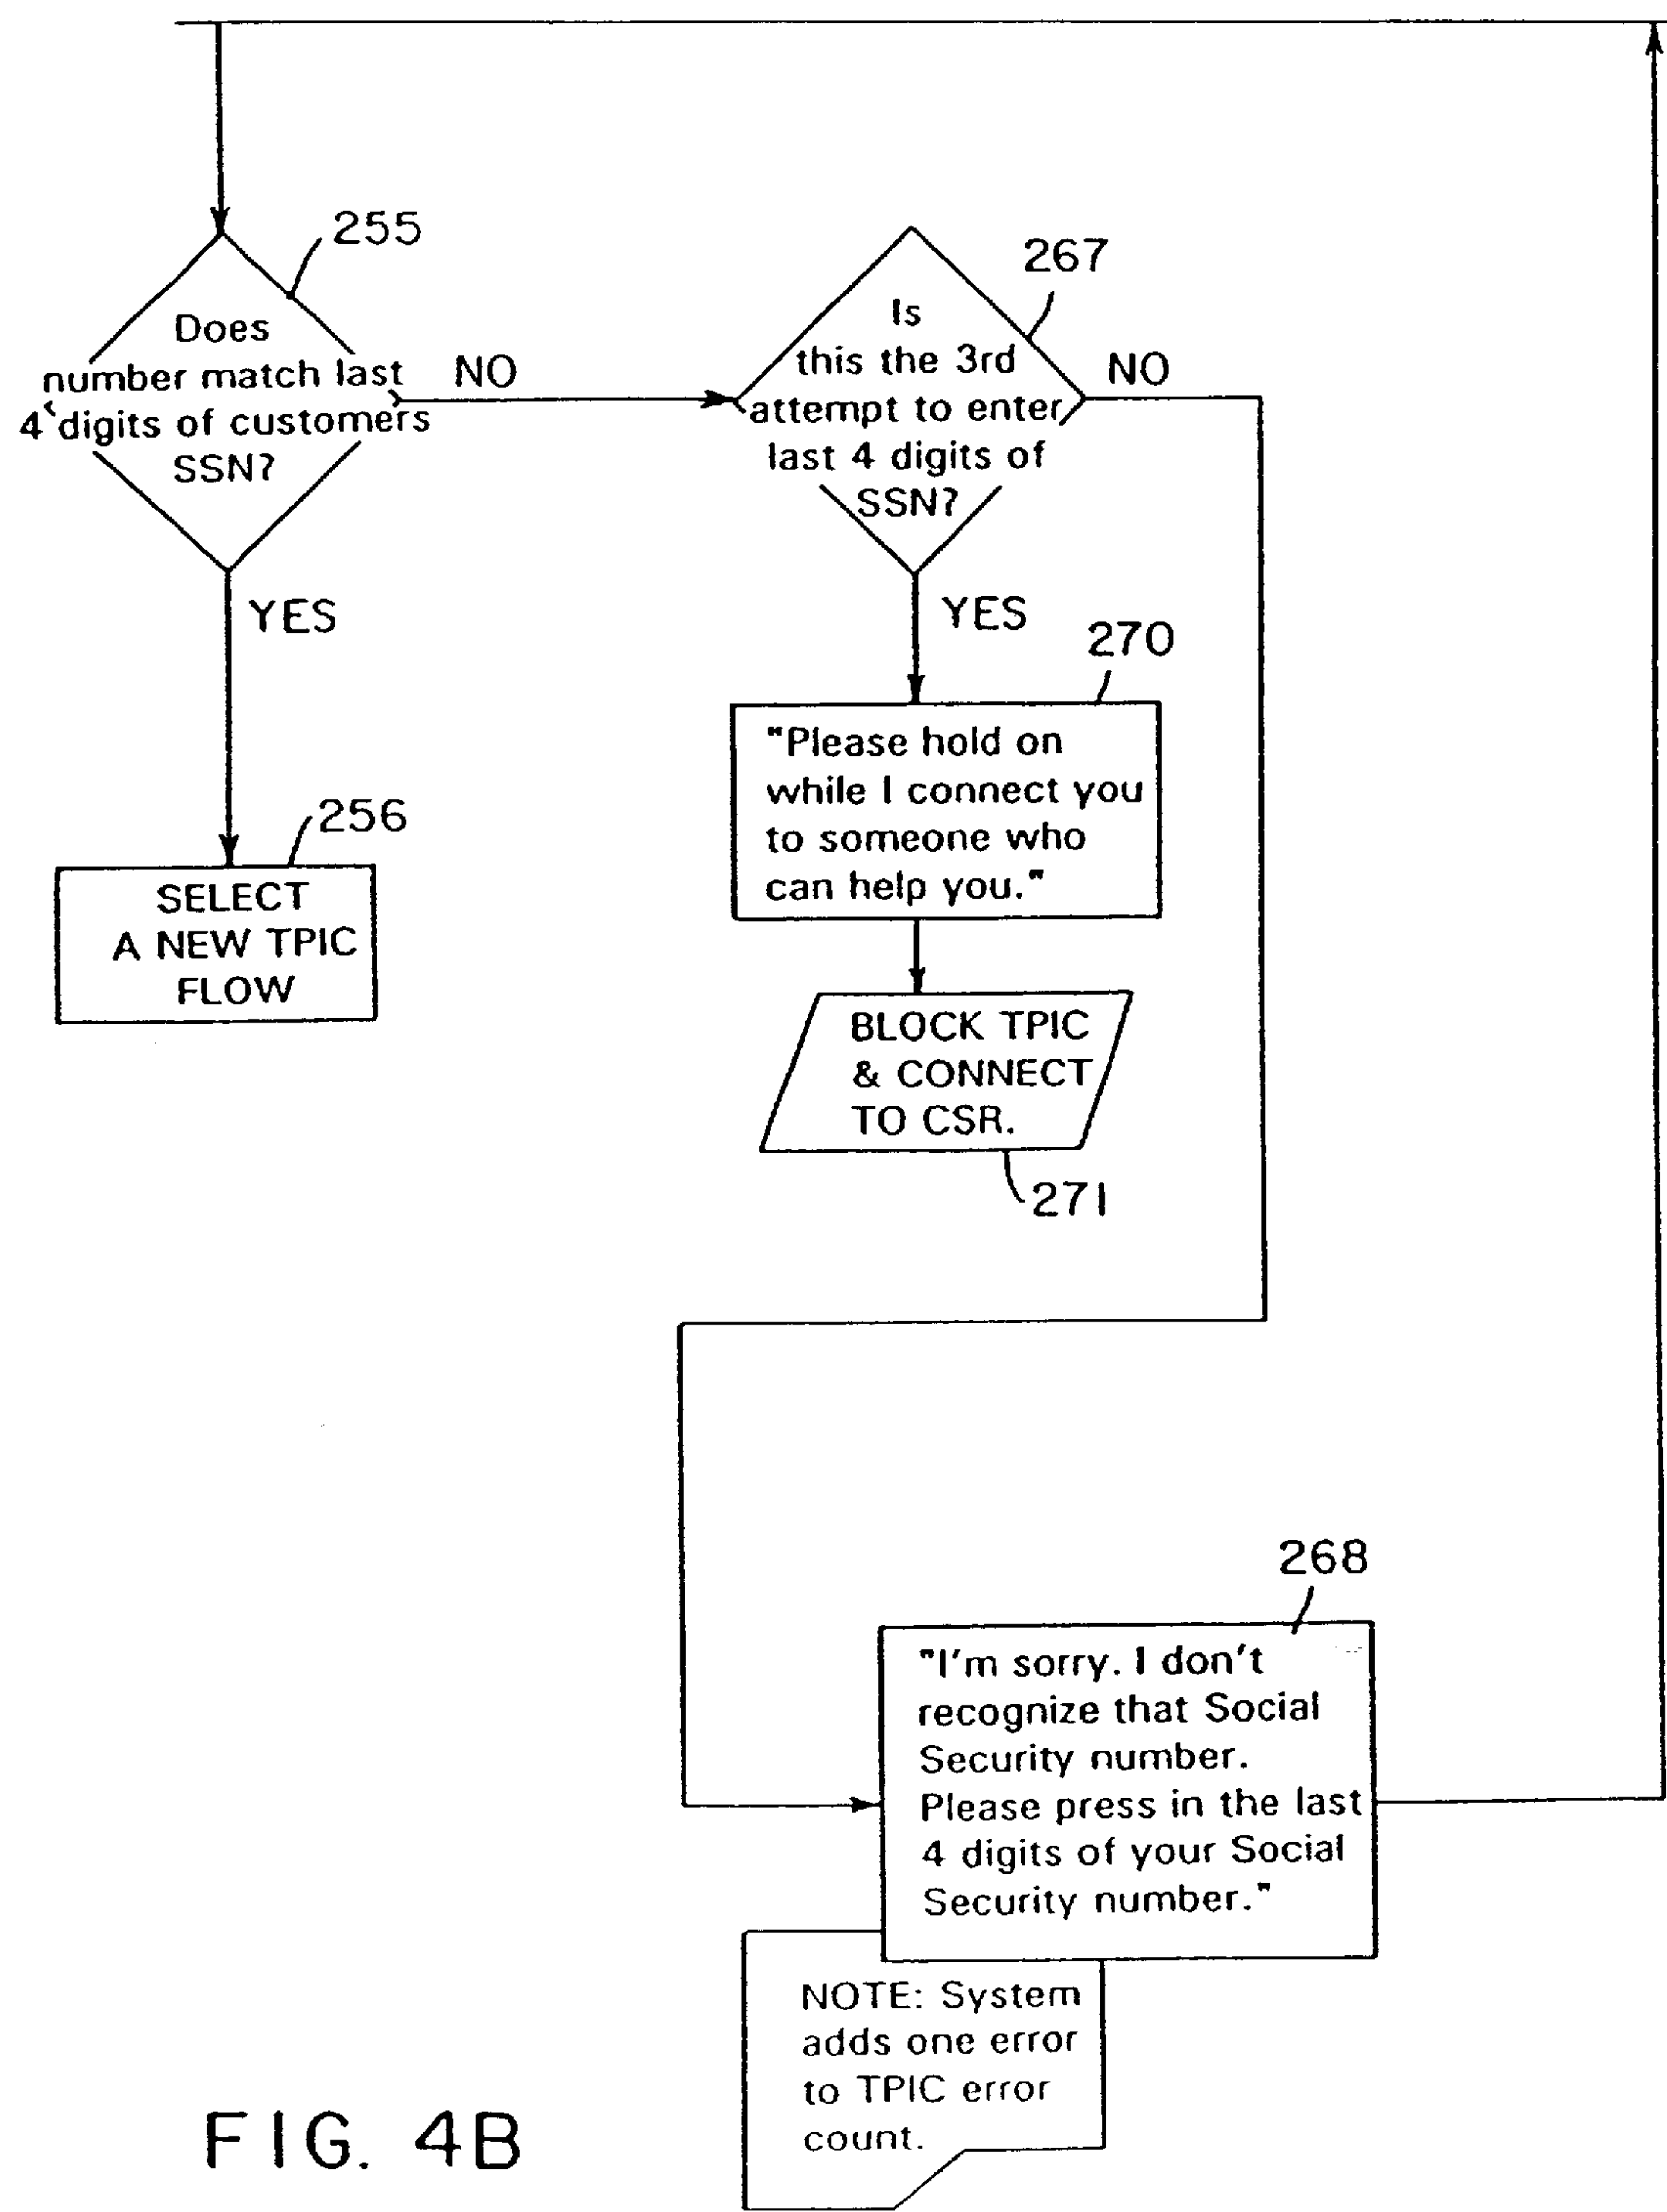 255
Does
number match last
4 digits of customers
SSN?
NO
YES
256
SELECT
A NEW TPIC
FLOW
267
Is
this the 3rd
attempt to enter
last 4 digits of
SSN?
NO
YES
270
"Please hold on
while I connect you
to someone who
can help you."
BLOCK TPIC
& CONNECT
TO CSR.
271
268
"I'm sorry. I don't
recognize that Social
Security number.
Please press in the last
4 digits of your Social
Security number."
NOTE: System
adds one error
to TPIC error
count.
FIG. 4B